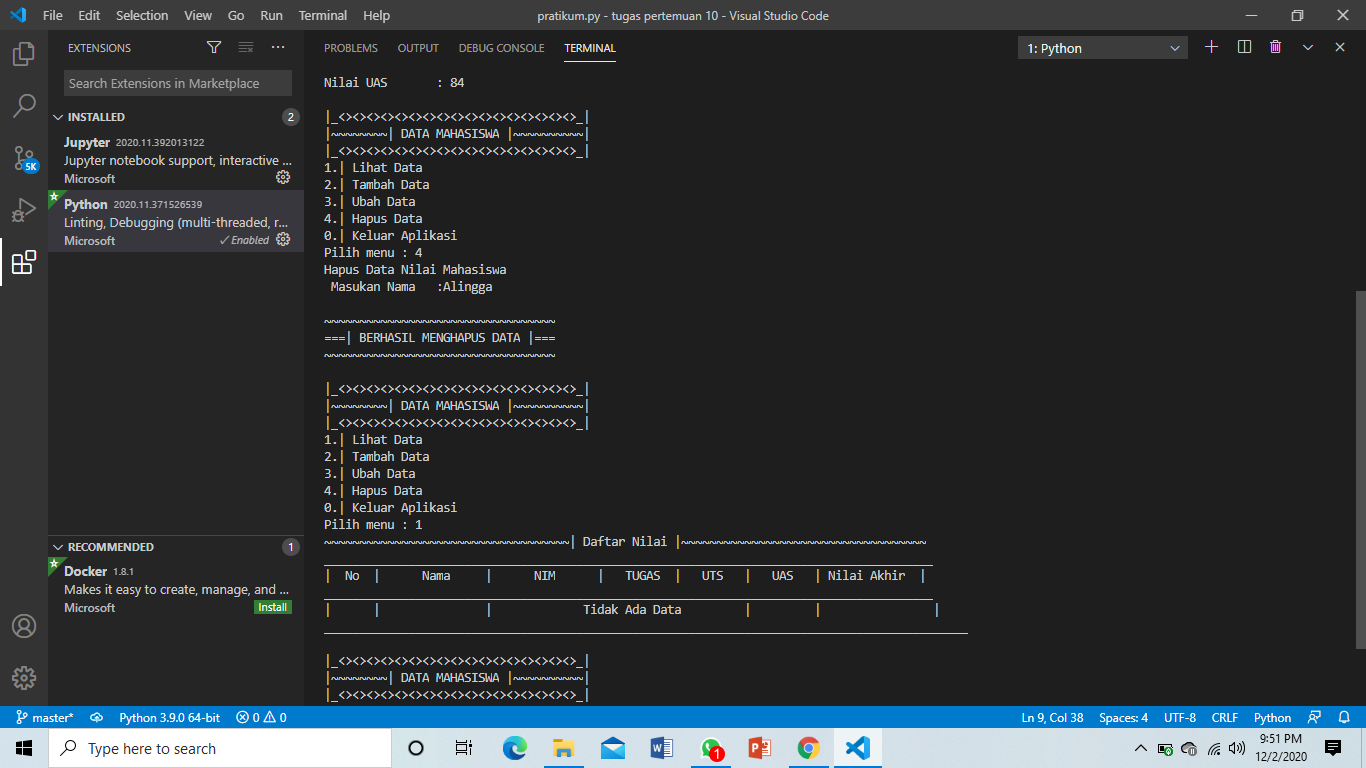 File Edit Selection View Go Run Terminal Help
pratikum.py - tugas pertemuan 10 - Visual Studio Code
EXTENSIONS
Search Extensions in Marketplace
INSTALLED 2
Jupyter 2020.11.392013122
Jupyter notebook support, interactive ...
Microsoft
Python 2020.11.371526539
Linting, Debugging (multi-threaded, r...
Microsoft ✓Enabled
RECOMMENDED 1
Docker 1.8.1
Makes it easy to create, manage, and ...
Microsoft Install
5K
PROBLEMS OUTPUT DEBUG CONSOLE TERMINAL
1: Python
Nilai UAS       : 84
|_<><><><><><><><><><><><><><><><><>_|
|~~~~~~~~| DATA MAHASISWA |~~~~~~~~~~|
|_<><><><><><><><><><><><><><><><><>_|
1.| Lihat Data
2.| Tambah Data
3.| Ubah Data
4.| Hapus Data
0.| Keluar Aplikasi
Pilih menu : 4
Hapus Data Nilai Mahasiswa
 Masukan Nama   :Alingga
~~~~~~~~~~~~~~~~~~~~~~~~~~~~~~~~~
===| BERHASIL MENGHAPUS DATA |===
~~~~~~~~~~~~~~~~~~~~~~~~~~~~~~~~~
|_<><><><><><><><><><><><><><><><><>_|
|~~~~~~~~| DATA MAHASISWA |~~~~~~~~~~|
|_<><><><><><><><><><><><><><><><><>_|
1.| Lihat Data
2.| Tambah Data
3.| Ubah Data
4.| Hapus Data
0.| Keluar Aplikasi
Pilih menu : 1
~~~~~~~~~~~~~~~~~~~~~~~~~~~~~~~~~~~| Daftar Nilai |~~~~~~~~~~~~~~~~~~~~~~~~~~~~~~~~~~~
|  No  |      Nama     |      NIM      |   TUGAS  |   UTS   |   UAS   | Nilai Akhir  |
|      |               |             Tidak Ada Data         |         |                |
|_<><><><><><><><><><><><><><><><><>_|
|~~~~~~~~| DATA MAHASISWA |~~~~~~~~~~|
|_<><><><><><><><><><><><><><><><><>_|
master* Python 3.9.0 64-bit 0 0 Ln 9, Col 38 Spaces: 4 UTF-8 CRLF Python
Type here to search
1
9:51 PM
12/2/2020